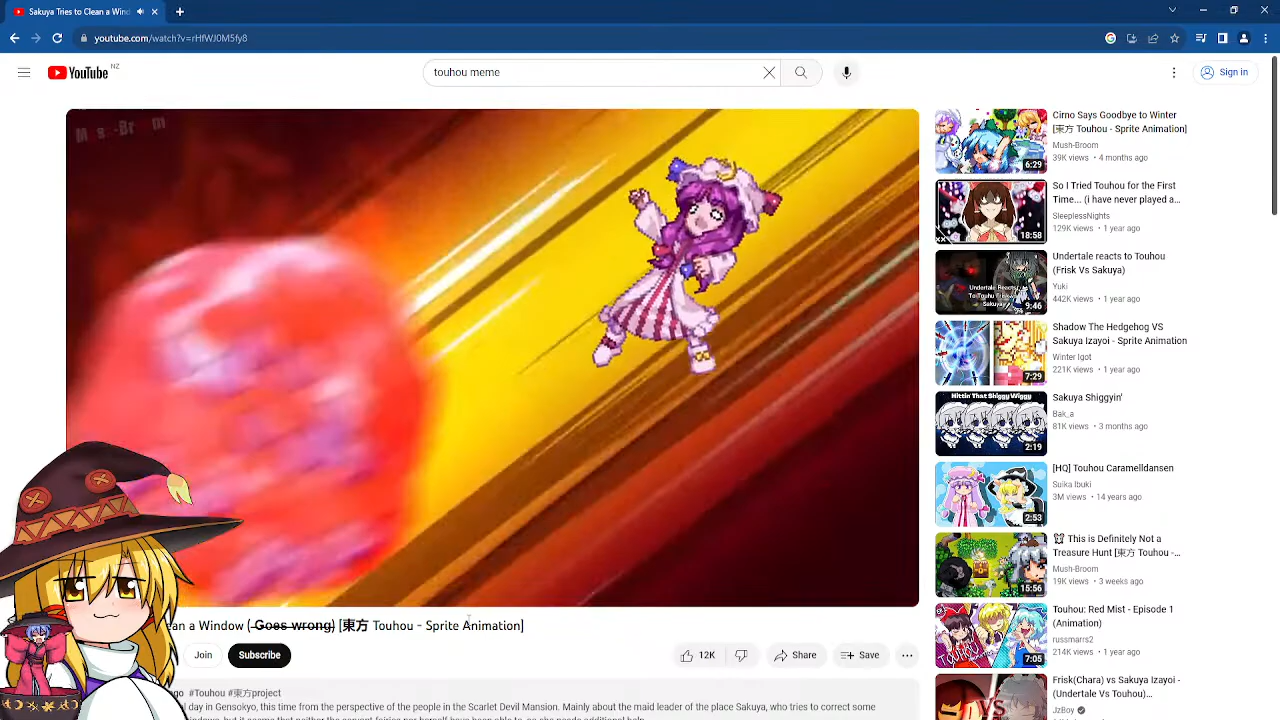 Sakuya Tries to Clean a Wind
youtube.com/watch?v=rHfWJ0M5fy8
YouTube NZ
touhou meme
Sign in
Cirno Says Goodbye to Winter
[東方 Touhou - Sprite Animation]
Mush-Broom
39K views • 4 months ago
6:29
So I Tried Touhou for the First
Time... (i have never played a...
SleeplessNights
129K views • 1 year ago
18:58
Undertale reacts to Touhou
(Frisk Vs Sakuya)
Yuki
442K views • 1 year ago
9:46
Shadow The Hedgehog VS
Sakuya Izayoi - Sprite Animation
Winter Igot
221K views • 1 year ago
7:29
Hittin That Shiggy Wiggy
Sakuya Shiggyin'
Bak_a
81K views • 3 months ago
2:19
[HQ] Touhou Caramelldansen
Suika Ibuki
3M views • 14 years ago
2:53
This is Definitely Not a
Treasure Hunt [東方 Touhou -...
Mush-Broom
19K views • 3 weeks ago
15:56
Touhou: Red Mist - Episode 1
(Animation)
russmarrs2
214K views • 1 year ago
7:05
Frisk(Chara) vs Sakuya Izayoi -
(Undertale Vs Touhou)...
JzBoy
VS
ean a Window ( Goes wrong) [東方 Touhou - Sprite Animation]
Join
Subscribe
12K
Share
Save
go #Touhou #東方project
l day in Gensokyo, this time from the perspective of the people in the Scarlet Devil Mansion. Mainly about the maid leader of the place Sakuya, who tries to correct some